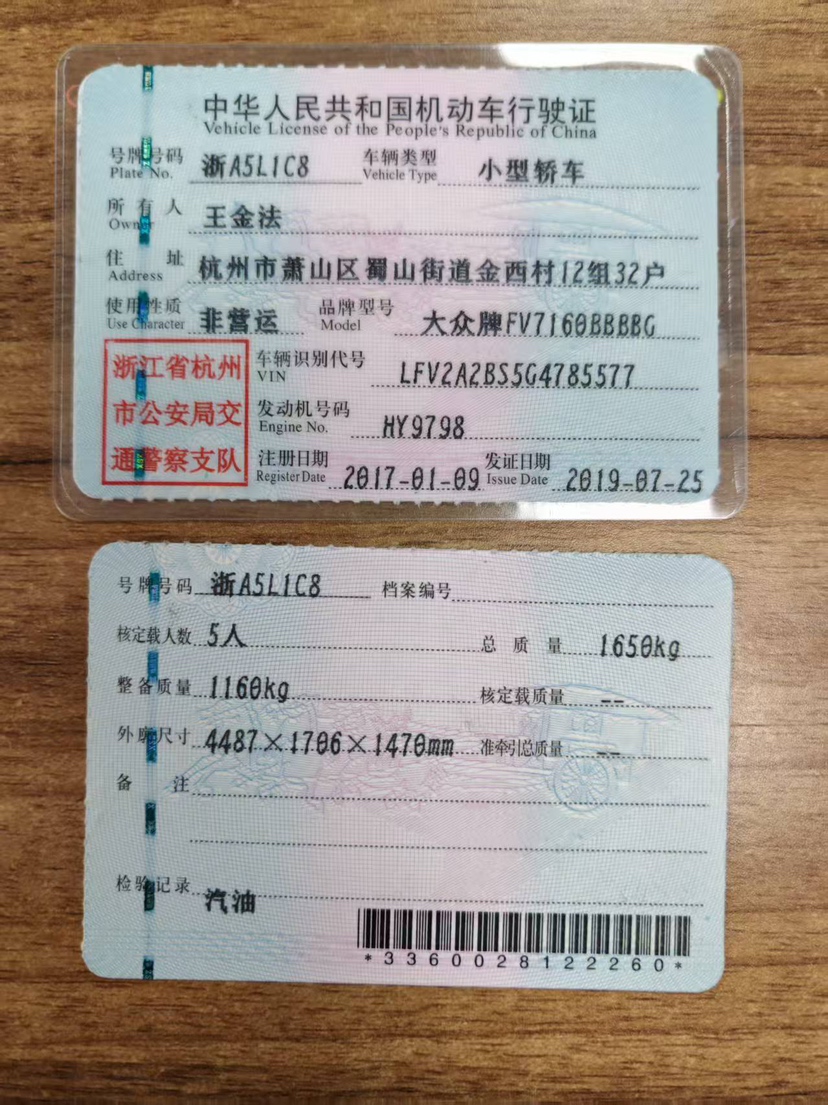 中华人民共和国机动车行驶证
Vehicle License of the People's Republic of China
号牌号码 浙A5L1C8 车辆类型 小型轿车
Plate No. Vehicle Type
所有人 王金法
Owner
住址 杭州市萧山区蜀山街道金西村12组32户
Address
使用性质 非营运 品牌型号 大众牌FV7160BBBBG
Use Character Model
浙江省杭州
市公安局交
通警察支队
车辆识别代号 LFV2A2BS5G4785577
VIN
发动机号码 HY9798
Engine No.
注册日期 2017-01-09 发证日期 2019-07-25
Register Date Issue Date
号牌号码 浙A5L1C8 档案编号
核定载人数 5人 总质量 1650kg
整备质量 1160kg 核定载质量 --
外廓尺寸 4487×1706×1470mm 准牵引总质量 --
备注
检验记录 汽油
*3360028122260*